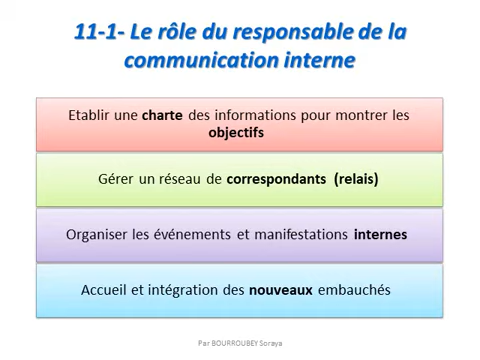 11-1- Le rôle du responsable de la
communication interne
Etablir une charte des informations pour montrer les
objectifs
Gérer un réseau de correspondants (relais)
Organiser les événements et manifestations internes
Accueil et intégration des nouveaux embauchés
Par BOURROUBEY Soraya